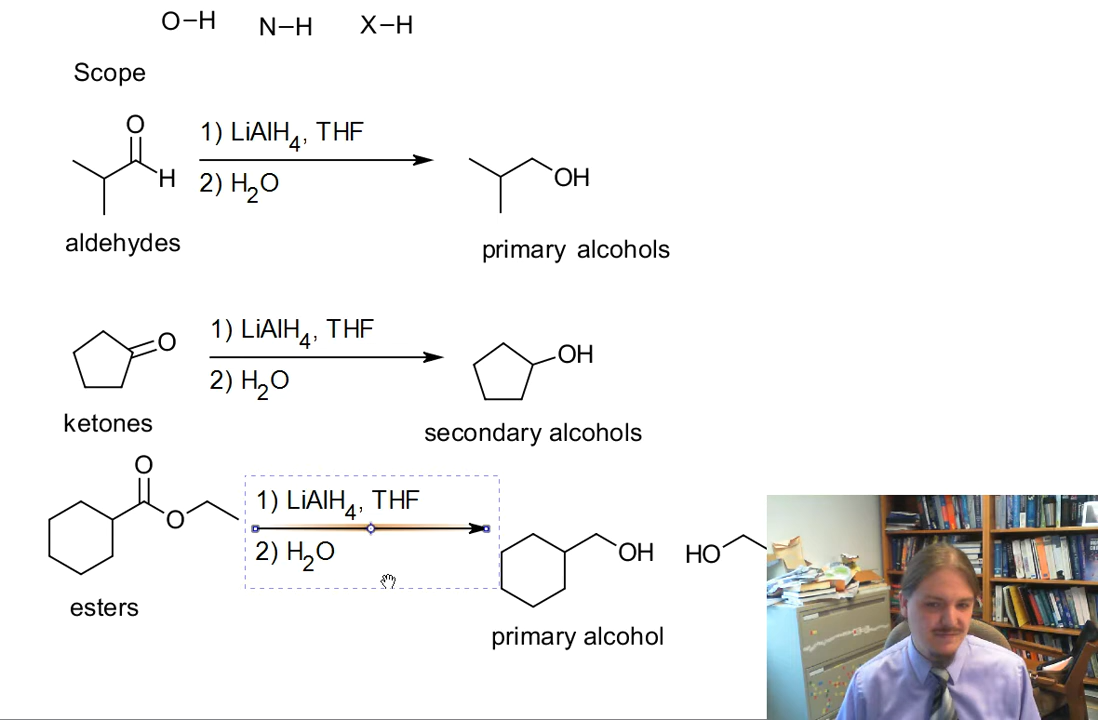 O–H N–H X–H
Scope
O
H
1) LiAlH4, THF
2) H2O
OH
aldehydes
primary alcohols
O
1) LiAlH4, THF
2) H2O
OH
ketones
secondary alcohols
O
O
1) LiAlH4, THF
2) H2O
OH
HO
esters
primary alcohol